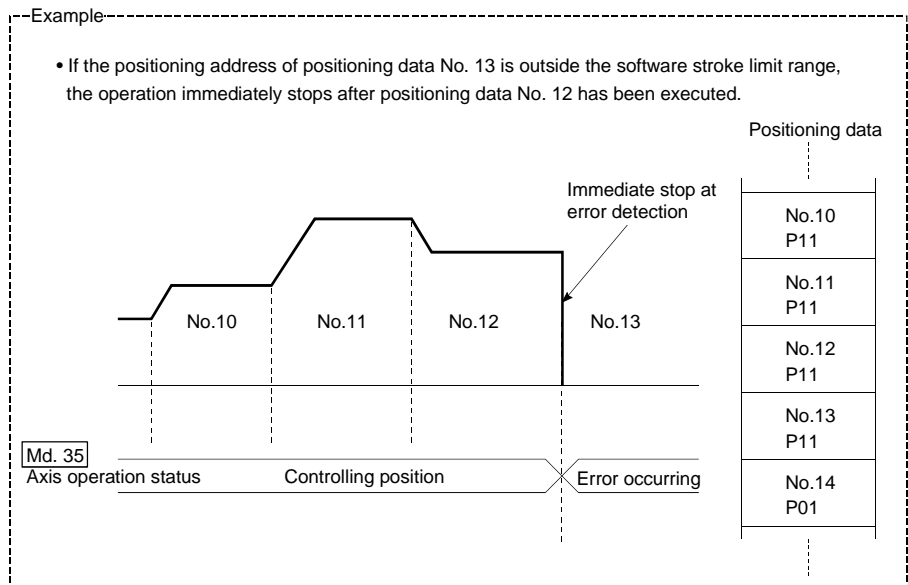 Example
• If the positioning address of positioning data No. 13 is outside the software stroke limit range,
the operation immediately stops after positioning data No. 12 has been executed.
Positioning data
Immediate stop at
error detection
No.10
No.11
No.12
No.13
No.10
P11
No.11
P11
No.12
P11
No.13
P11
No.14
P01
Md. 35
Axis operation status
Controlling position
Error occurring